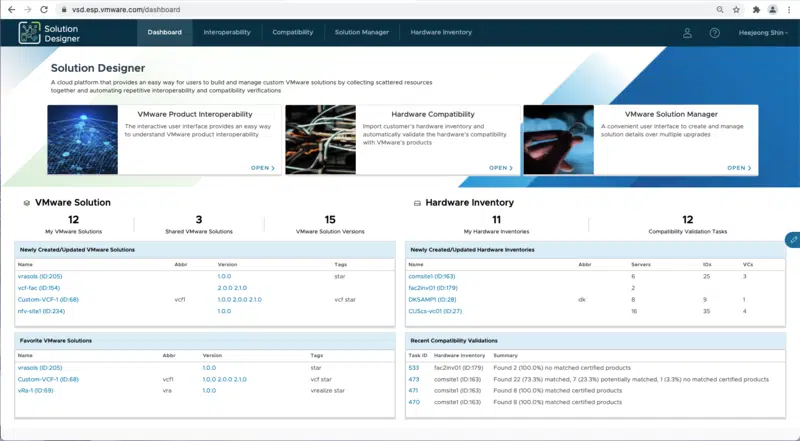 vsd.esp.vmware.com/dashboard
Solution
Designer
Dashboard
Interoperability
Compatibility
Solution Manager
Hardware Inventory
Heejeong Shin
Solution Designer
A cloud platform that provides an easy way for users to build and manage custom VMware solutions by collecting scattered resources
together and automating repetitive interoperability and compatibility verifications
VMware Product Interoperability
The interactive user interface provides an easy way
to understand VMware product interoperability
OPEN
Hardware Compatibility
Import customer's hardware inventory and
automatically validate the hardware's compatibility
with VMware's products
OPEN
VMware Solution Manager
A convenient user interface to create and manage
solution details over multiple upgrades
OPEN
VMware Solution
12 3 15
My VMware Solutions Shared VMware Solutions VMware Solution Versions
Newly Created/Updated VMware Solutions
Name Abbr Version Tags
vrasols (ID:205) 1.0.0 star
vcf-fac (ID:154) 2.0.0 2.1.0
Custom-VCF-1 (ID:68) vcf1 1.0.0 2.0.0 2.1.0 vcf star
nfv-site1 (ID:234) 1.0.0
Favorite VMware Solutions
Name Abbr Version Tags
vrasols (ID:205) 1.0.0 star
Custom-VCF-1 (ID:68) vcf1 1.0.0 2.0.0 2.1.0 vcf star
vRa-1 (ID:69) vra 1.0.0 vrealize star
Hardware Inventory
11 12
My Hardware Inventories Compatibility Validation Tasks
Newly Created/Updated Hardware Inventories
Name Abbr Servers IOs VCs
comsite1 (ID:163) 6 25 3
fac2inv01 (ID:179) 2
DKSAMP1 (ID:28) dk 8 9 1
CUScs-vc01 (ID:27) 16 35 4
Recent Compatibility Validations
Task ID Hardware Inventory Summary
533 fac2inv01 (ID:179) Found 2 (100.0%) no matched certified products
473 comsite1 (ID:163) Found 22 (73.3%) matched, 7 (23.3%) potentially matched, 1 (3.3%) no matched certified products
471 comsite1 (ID:163) Found 8 (100.0%) matched certified products
470 comsite1 (ID:163) Found 8 (100.0%) matched certified products